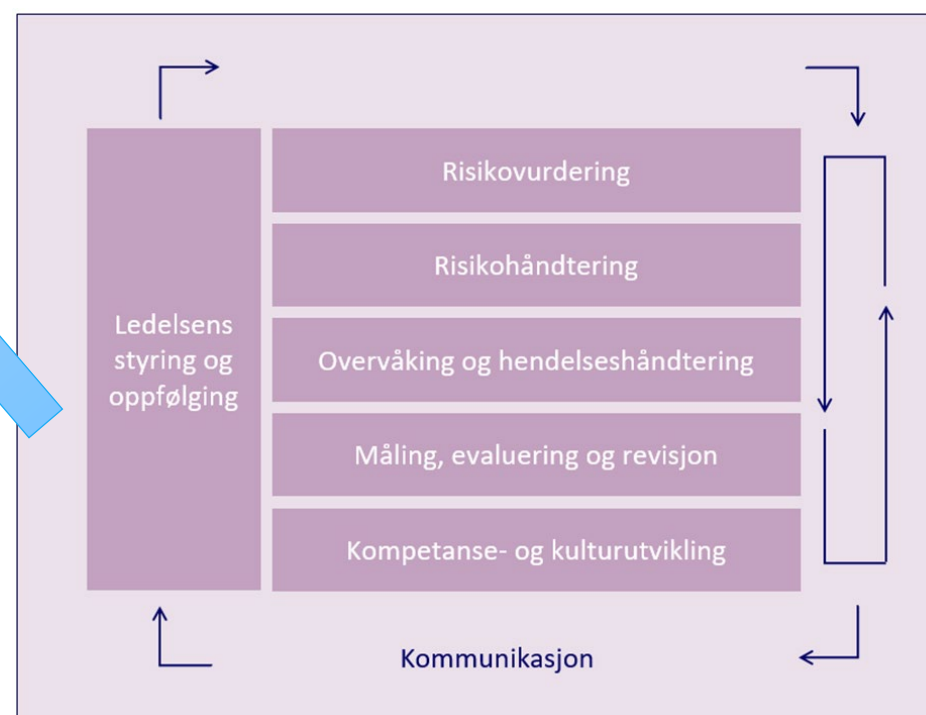 Risikovurdering
Risikohåndtering
Ledelsens
styring og
oppfølging
Overvåking og hendelseshåndtering
Måling, evaluering og revisjon
Kompetanse- og kulturutvikling
Kommunikasjon